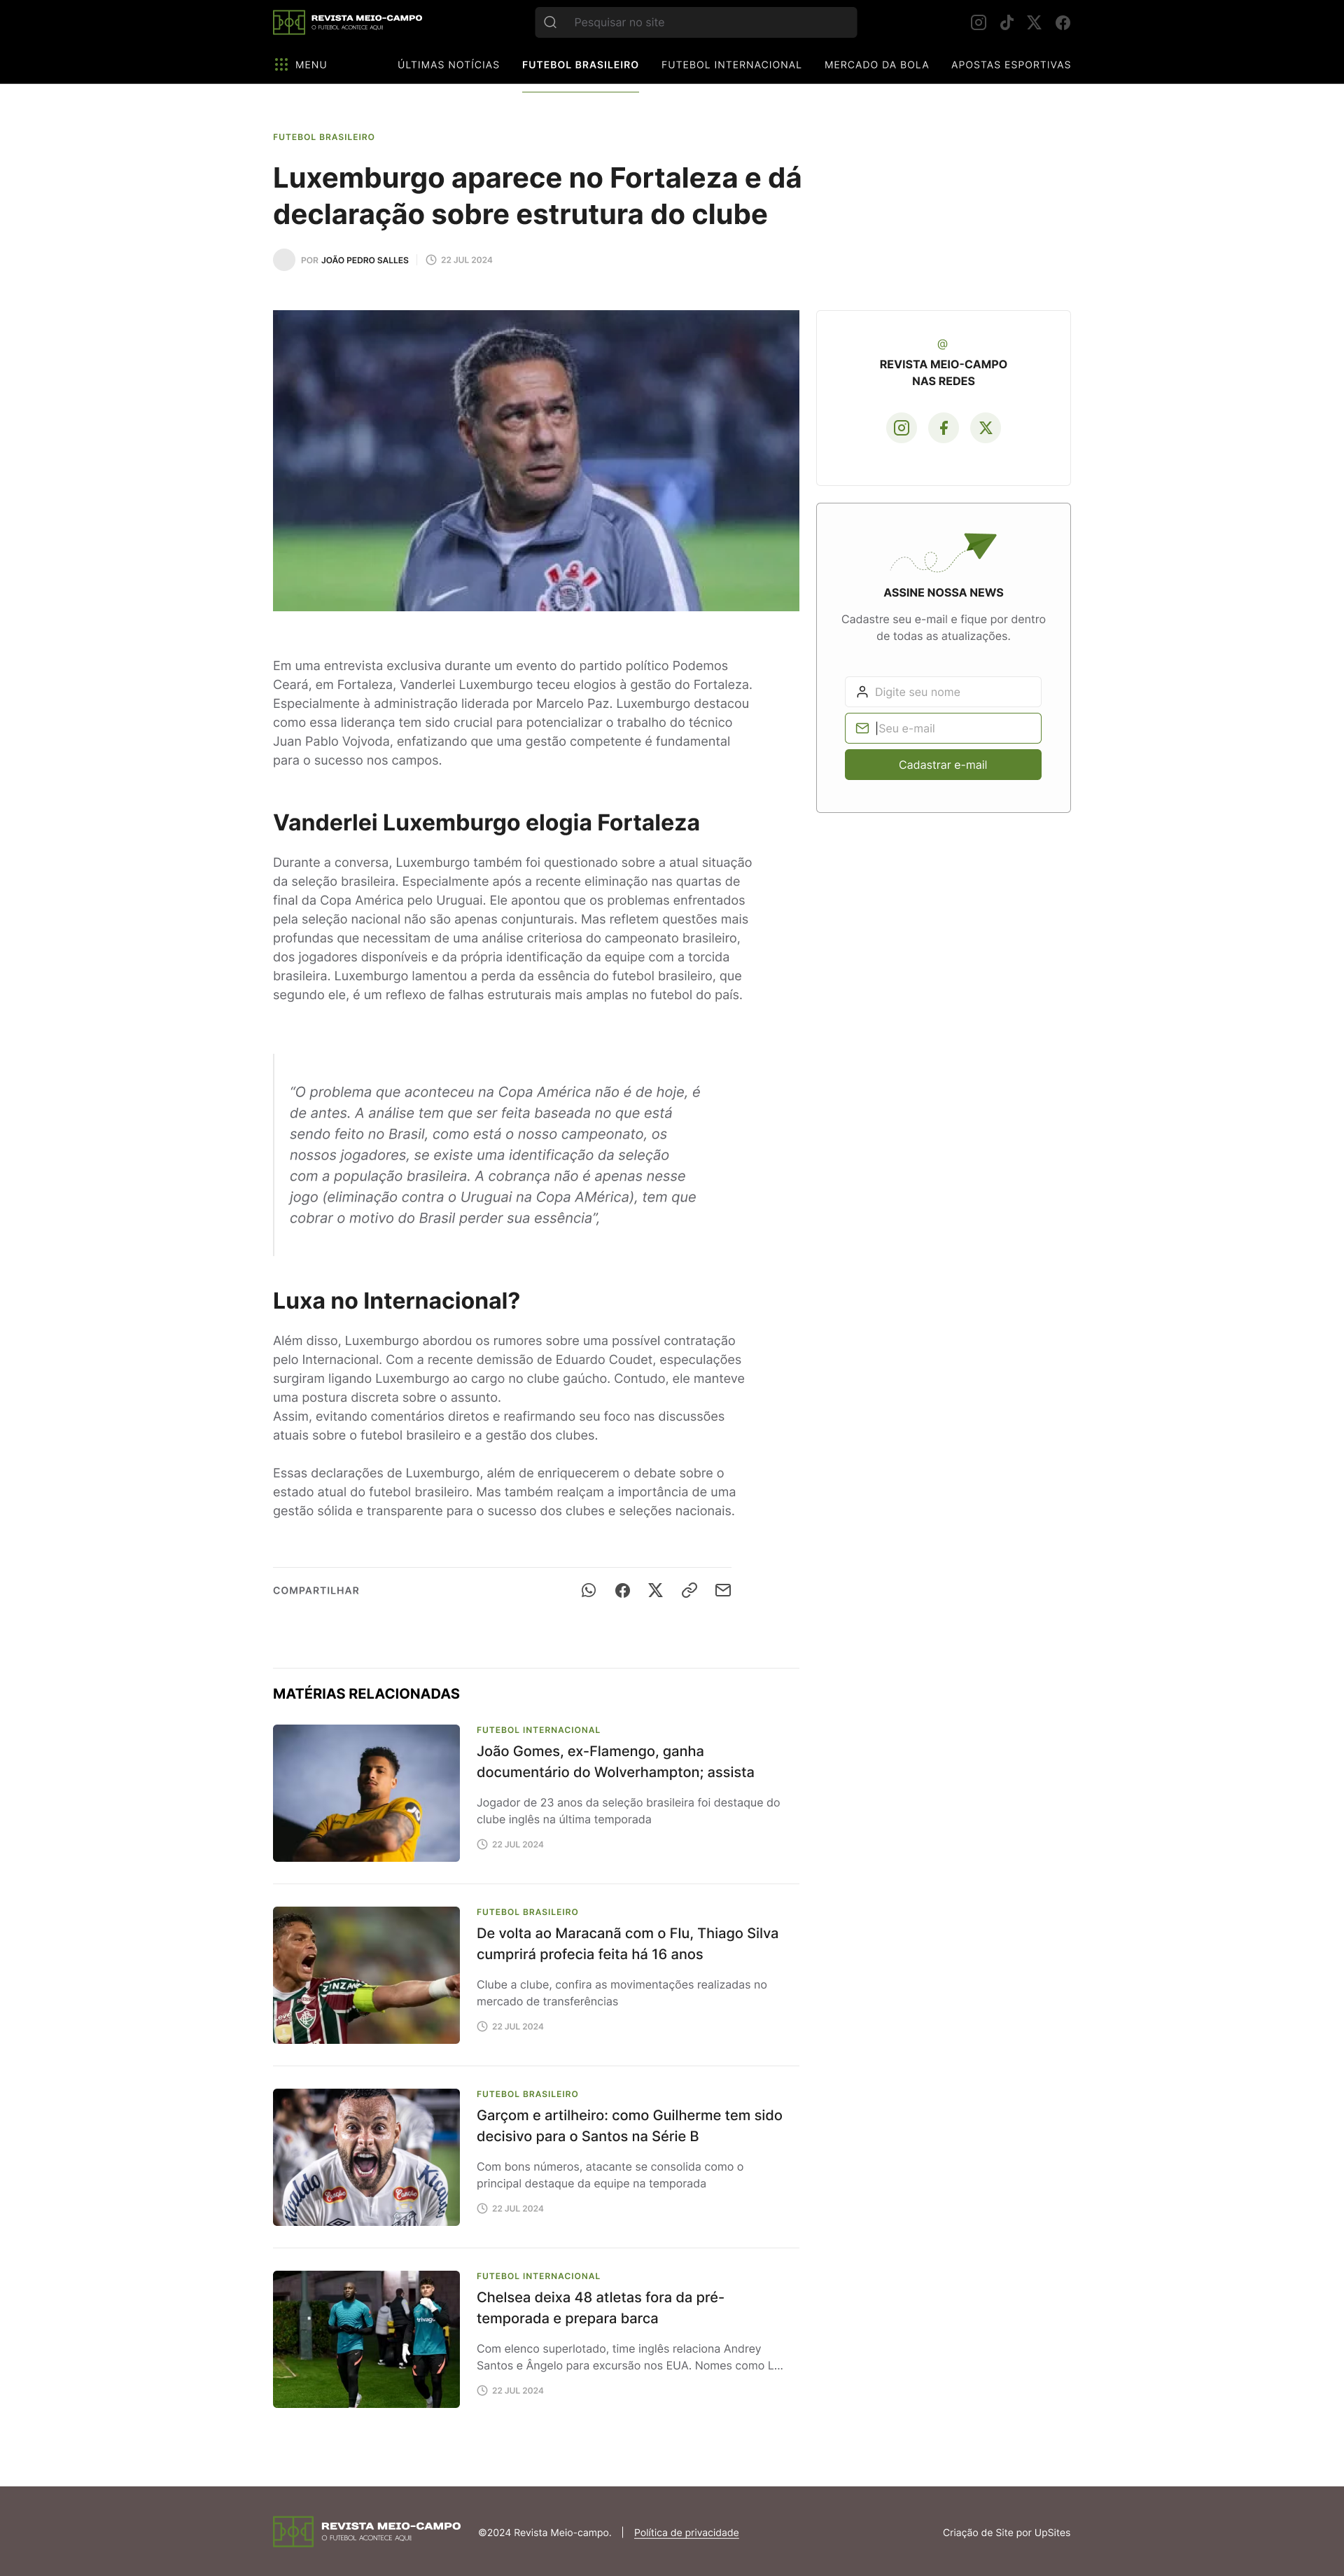 REVISTA MEIO-CAMPO
O FUTEBOL ACONTECE AQUI
Pesquisar no site
MENU
ÚLTIMAS NOTÍCIAS
FUTEBOL BRASILEIRO
FUTEBOL INTERNACIONAL
MERCADO DA BOLA
APOSTAS ESPORTIVAS
FUTEBOL BRASILEIRO
Luxemburgo aparece no Fortaleza e dá
declaração sobre estrutura do clube
POR JOÃO PEDRO SALLES
22 JUL 2024
@
REVISTA MEIO-CAMPO
NAS REDES
ASSINE NOSSA NEWS
Cadastre seu e-mail e fique por dentro
de todas as atualizações.
Digite seu nome
Seu e-mail
Cadastrar e-mail
Em uma entrevista exclusiva durante um evento do partido político Podemos
Ceará, em Fortaleza, Vanderlei Luxemburgo teceu elogios à gestão do Fortaleza.
Especialmente à administração liderada por Marcelo Paz. Luxemburgo destacou
como essa liderança tem sido crucial para potencializar o trabalho do técnico
Juan Pablo Vojvoda, enfatizando que uma gestão competente é fundamental
para o sucesso nos campos.
Vanderlei Luxemburgo elogia Fortaleza
Durante a conversa, Luxemburgo também foi questionado sobre a atual situação
da seleção brasileira. Especialmente após a recente eliminação nas quartas de
final da Copa América pelo Uruguai. Ele apontou que os problemas enfrentados
pela seleção nacional não são apenas conjunturais. Mas refletem questões mais
profundas que necessitam de uma análise criteriosa do campeonato brasileiro,
dos jogadores disponíveis e da própria identificação da equipe com a torcida
brasileira. Luxemburgo lamentou a perda da essência do futebol brasileiro, que
segundo ele, é um reflexo de falhas estruturais mais amplas no futebol do país.
“O problema que aconteceu na Copa América não é de hoje, é
de antes. A análise tem que ser feita baseada no que está
sendo feito no Brasil, como está o nosso campeonato, os
nossos jogadores, se existe uma identificação da seleção
com a população brasileira. A cobrança não é apenas nesse
jogo (eliminação contra o Uruguai na Copa AMérica), tem que
cobrar o motivo do Brasil perder sua essência”,
Luxa no Internacional?
Além disso, Luxemburgo abordou os rumores sobre uma possível contratação
pelo Internacional. Com a recente demissão de Eduardo Coudet, especulações
surgiram ligando Luxemburgo ao cargo no clube gaúcho. Contudo, ele manteve
uma postura discreta sobre o assunto.
Assim, evitando comentários diretos e reafirmando seu foco nas discussões
atuais sobre o futebol brasileiro e a gestão dos clubes.
Essas declarações de Luxemburgo, além de enriquecerem o debate sobre o
estado atual do futebol brasileiro. Mas também realçam a importância de uma
gestão sólida e transparente para o sucesso dos clubes e seleções nacionais.
COMPARTILHAR
MATÉRIAS RELACIONADAS
FUTEBOL INTERNACIONAL
João Gomes, ex-Flamengo, ganha
documentário do Wolverhampton; assista
Jogador de 23 anos da seleção brasileira foi destaque do
clube inglês na última temporada
22 JUL 2024
FUTEBOL BRASILEIRO
De volta ao Maracanã com o Flu, Thiago Silva
cumprirá profecia feita há 16 anos
Clube a clube, confira as movimentações realizadas no
mercado de transferências
22 JUL 2024
FUTEBOL BRASILEIRO
Garçom e artilheiro: como Guilherme tem sido
decisivo para o Santos na Série B
Com bons números, atacante se consolida como o
principal destaque da equipe na temporada
22 JUL 2024
FUTEBOL INTERNACIONAL
Chelsea deixa 48 atletas fora da pré-
temporada e prepara barca
Com elenco superlotado, time inglês relaciona Andrey
Santos e Ângelo para excursão nos EUA. Nomes como L...
22 JUL 2024
REVISTA MEIO-CAMPO
O FUTEBOL ACONTECE AQUI
©2024 Revista Meio-campo.
Política de privacidade
Criação de Site por UpSites